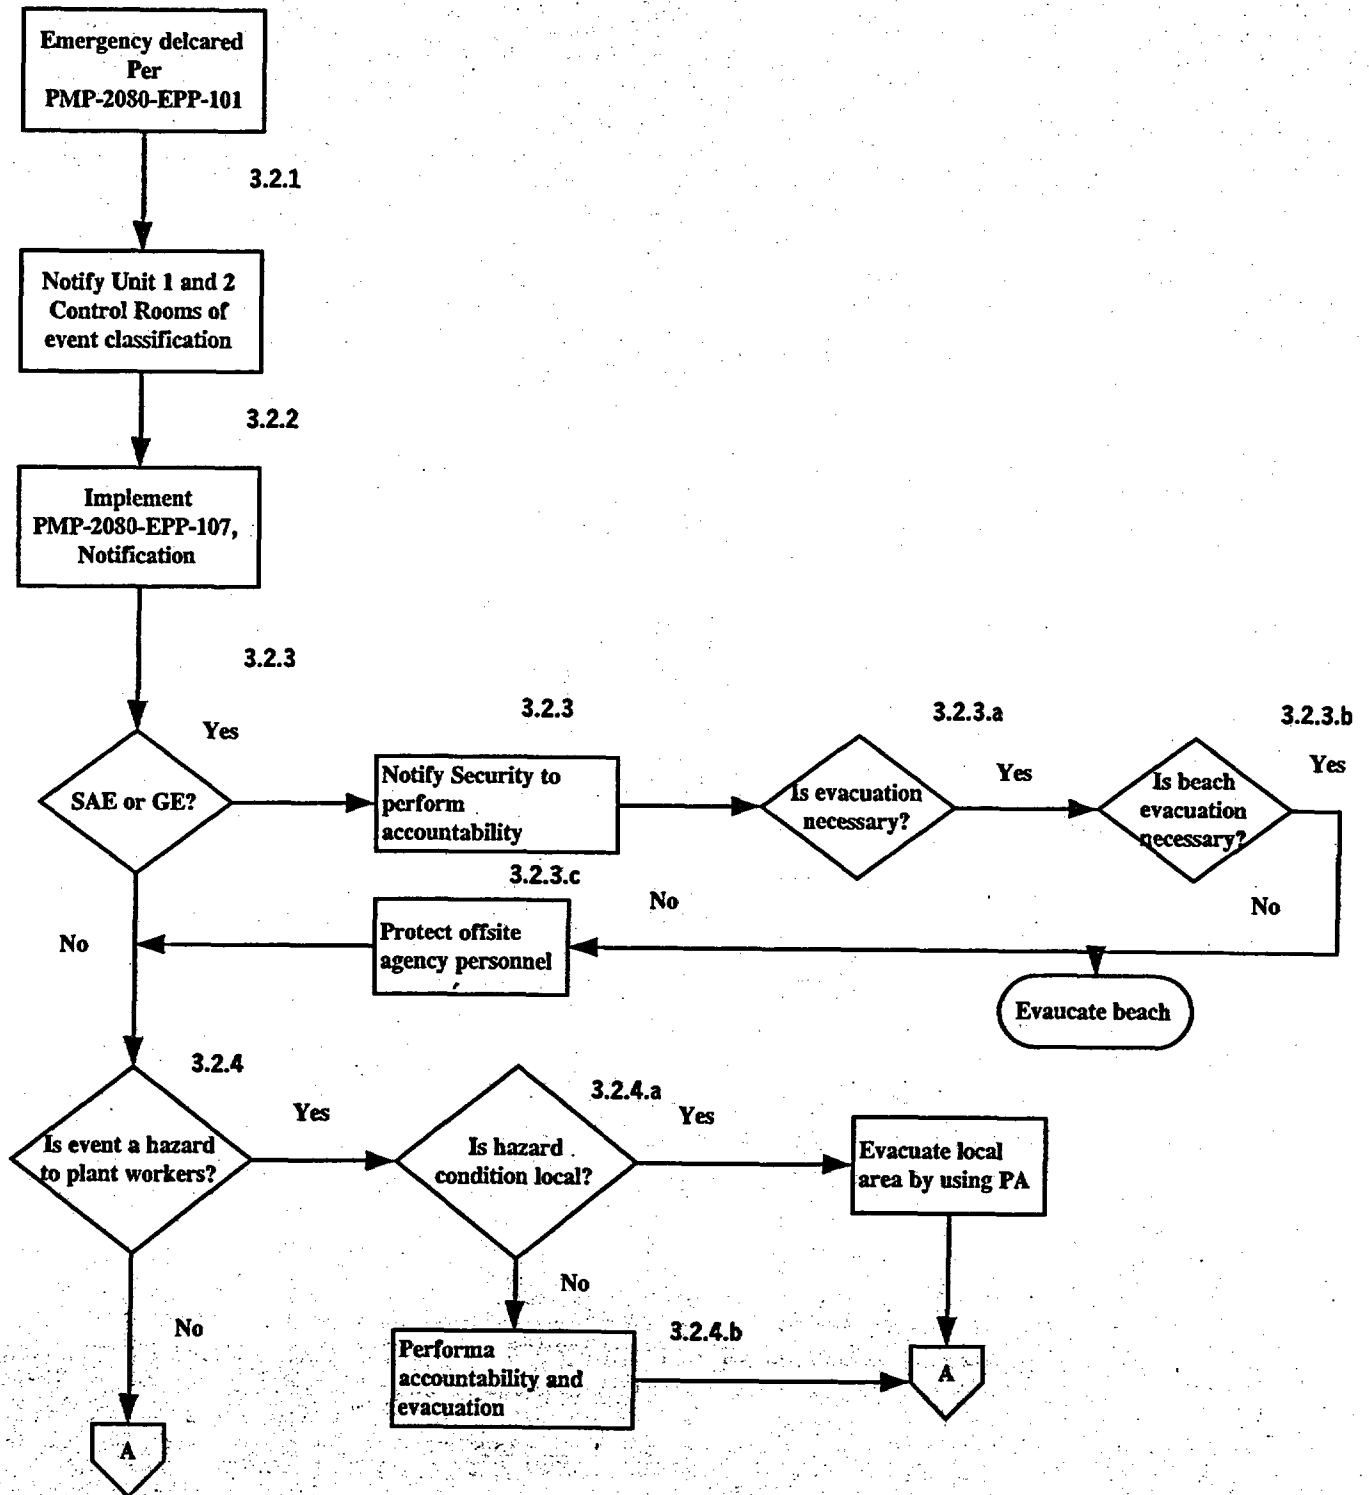 Emergency delcared
Per
PMP-2080-EPP-101
3.2.1
Notify Unit 1 and 2
Control Rooms of
event classification
3.2.2
Implement
PMP-2080-EPP-107,
Notification
3.2.3
SAE or GE?
Yes
3.2.3
Notify Security to
perform
accountability
3.2.3.a
Is evacuation
necessary?
Yes
3.2.3.b
Is beach
evacuation
necessary?
Yes
No
3.2.3.c
Protect offsite
agency personnel
No
No
Evaucate beach
3.2.4
Is event a hazard
to plant workers?
Yes
3.2.4.a
Is hazard
condition local?
Yes
Evacuate local
area by using PA
No
No
3.2.4.b
Performa
accountability and
evacuation
A
A